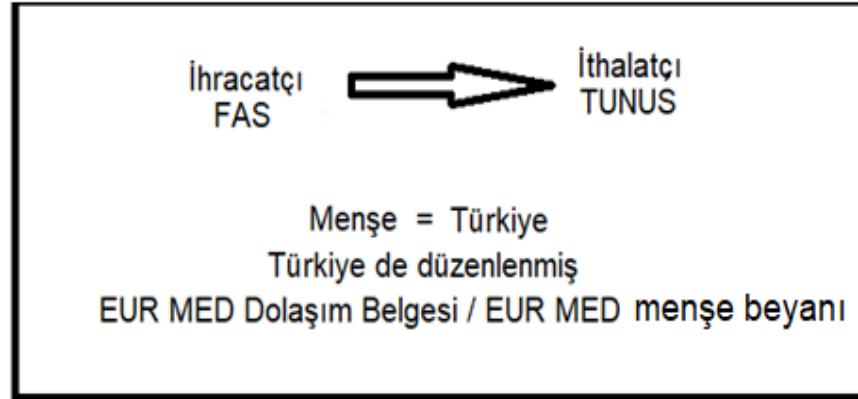 İhracatçı
FAS
İthalatçı
TUNUS
Menşe = Türkiye
Türkiye de düzenlenmiş
EUR MED Dolaşım Belgesi / EUR MED menşe beyanı